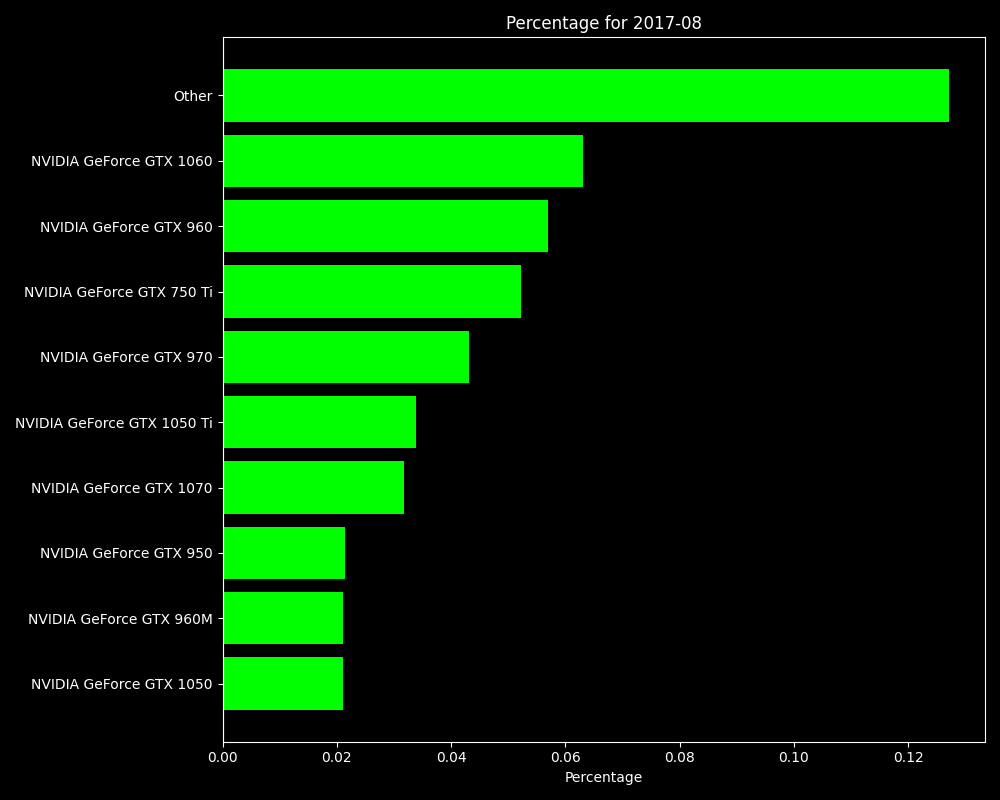 Percentage for 2017-08
Other
NVIDIA GeForce GTX 1060
NVIDIA GeForce GTX 960
NVIDIA GeForce GTX 750 Ti
NVIDIA GeForce GTX 970
NVIDIA GeForce GTX 1050 Ti
NVIDIA GeForce GTX 1070
NVIDIA GeForce GTX 950
NVIDIA GeForce GTX 960M
NVIDIA GeForce GTX 1050
0.00 0.02 0.04 0.06 0.08 0.10 0.12
Percentage